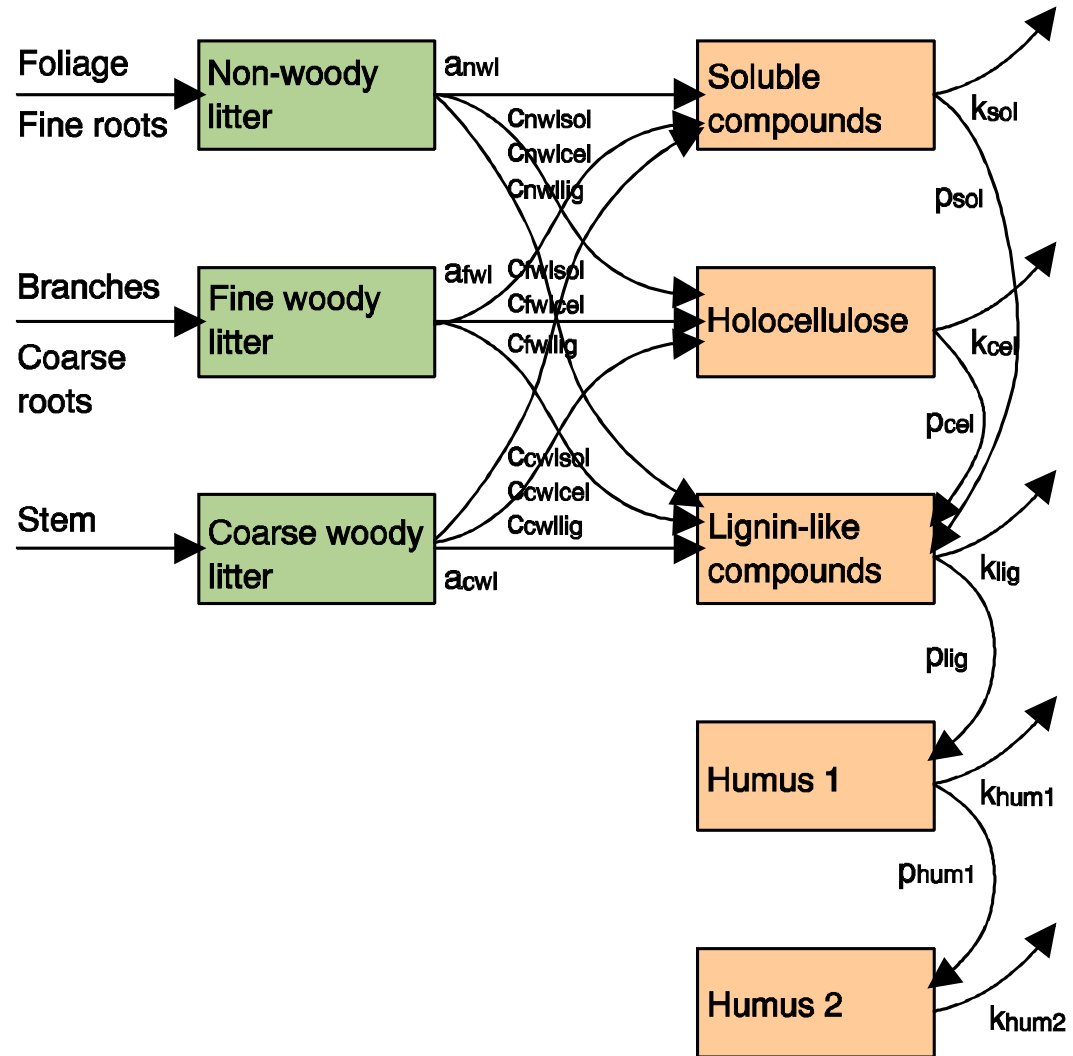 Foliage
Fine roots
Non-woody
litter
anwl
cnwlsol
cnwlcel
cnwllig
Soluble
compounds
ksol
psol
Branches
Coarse
roots
Fine woody
litter
afwl
cfwlsol
cfwlcel
cfwllig
Holocellulose
kcel
pcel
Stem
Coarse woody
litter
acwl
ccwlsol
ccwlcel
ccwllig
Lignin-like
compounds
klig
plig
Humus 1
khum1
phum1
Humus 2
khum2